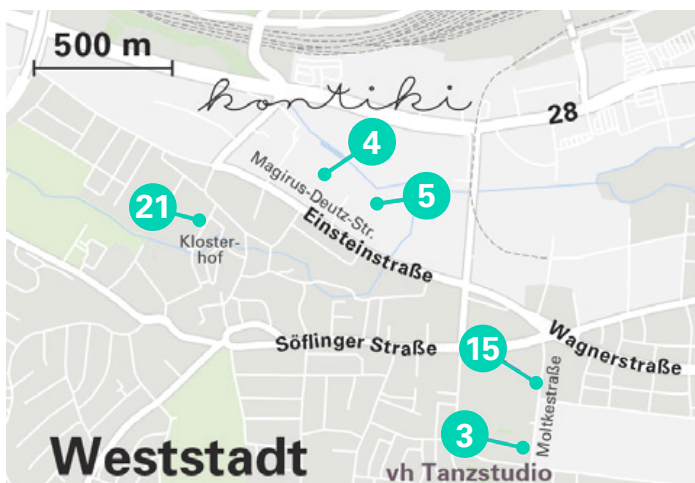 500 m
kontiki
28
4
Magirus-Deutz-Str.
5
21
Einsteinstraße
Kloster-
hof
Söflinger Straße
Wagnerstraße
15
Moltkestraße
3
Weststadt
vh Tanzstudio